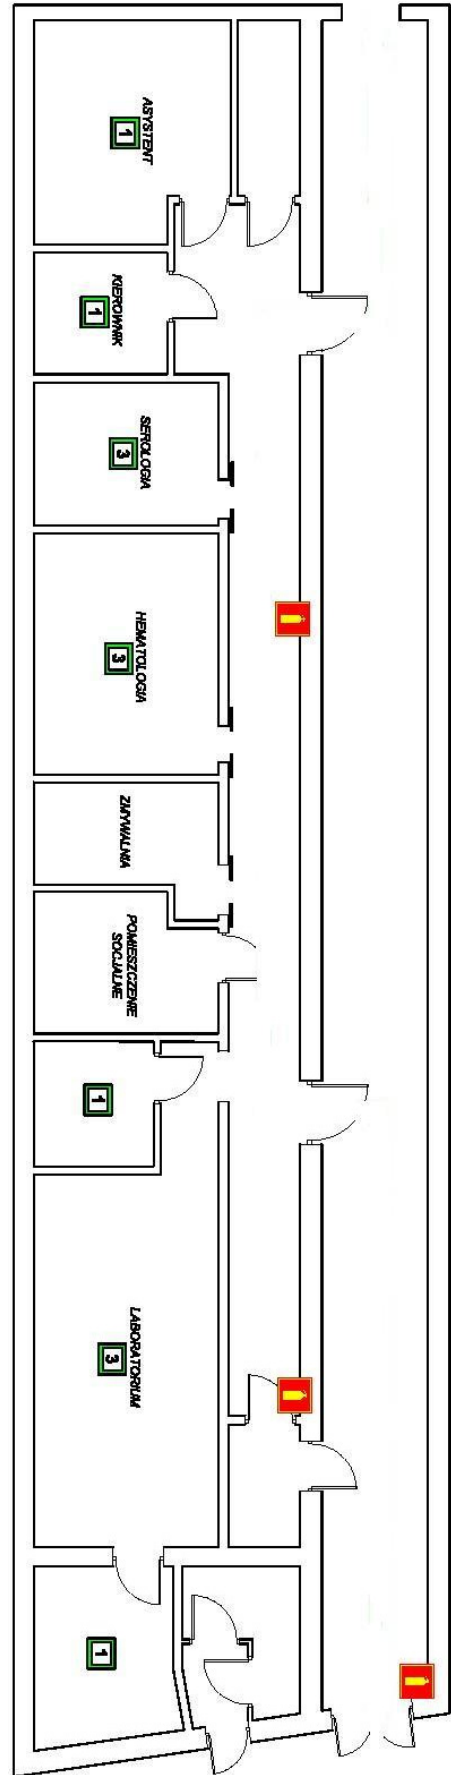 ASYSTENT
1
KIEROWNIK
1
SEROLOGIA
3
HEMATOLOGIA
3
ZMYWALNIA
POMIESZCZENIE
SOCJALNE
1
LABORATORIUM
3
1